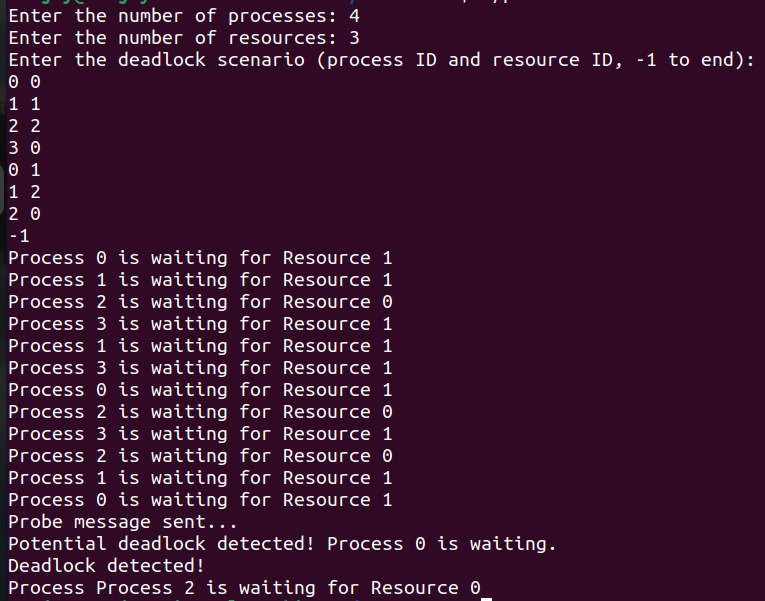 Enter the number of processes: 4
Enter the number of resources: 3
Enter the deadlock scenario (process ID and resource ID, -1 to end):
0 0
1 1
2 2
3 0
0 1
1 2
2 0
-1
Process 0 is waiting for Resource 1
Process 1 is waiting for Resource 1
Process 2 is waiting for Resource 0
Process 3 is waiting for Resource 1
Process 1 is waiting for Resource 1
Process 3 is waiting for Resource 1
Process 0 is waiting for Resource 1
Process 2 is waiting for Resource 0
Process 3 is waiting for Resource 1
Process 2 is waiting for Resource 0
Process 1 is waiting for Resource 1
Process 0 is waiting for Resource 1
Probe message sent...
Potential deadlock detected! Process 0 is waiting.
Deadlock detected!
Process Process 2 is waiting for Resource 0